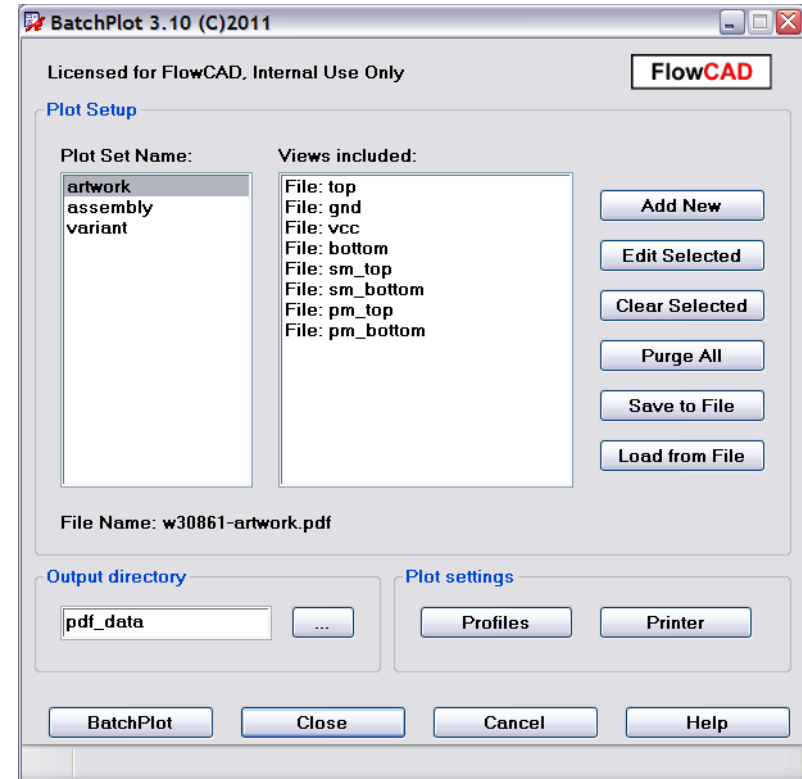 BatchPlot 3.10 (C)2011
Licensed for FlowCAD, Internal Use Only
FlowCAD
Plot Setup
Plot Set Name:
Views included:
artwork
assembly
variant
File: top
File: gnd
File: vcc
File: bottom
File: sm_top
File: sm_bottom
File: pm_top
File: pm_bottom
Add New
Edit Selected
Clear Selected
Purge All
Save to File
Load from File
File Name: w30861-artwork.pdf
Output directory
pdf_data
...
Plot settings
Profiles
Printer
BatchPlot
Close
Cancel
Help